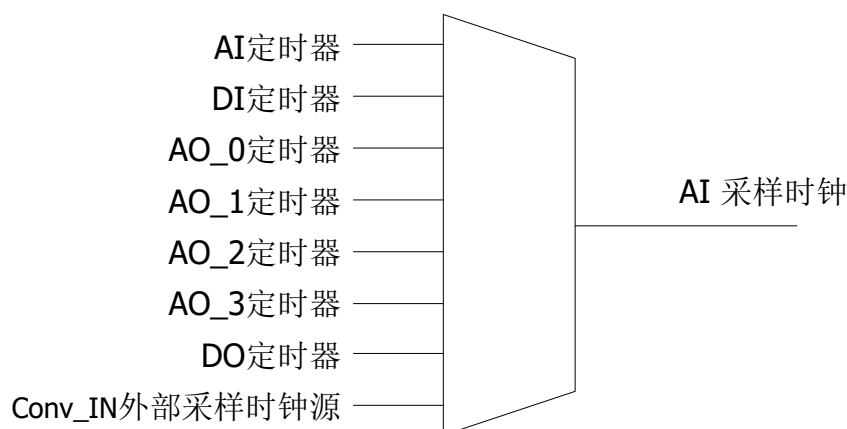 AI定时器
DI定时器
AO_0定时器
AO_1定时器
AO_2定时器
AO_3定时器
DO定时器
Conv_IN外部采样时钟源
AI 采样时钟